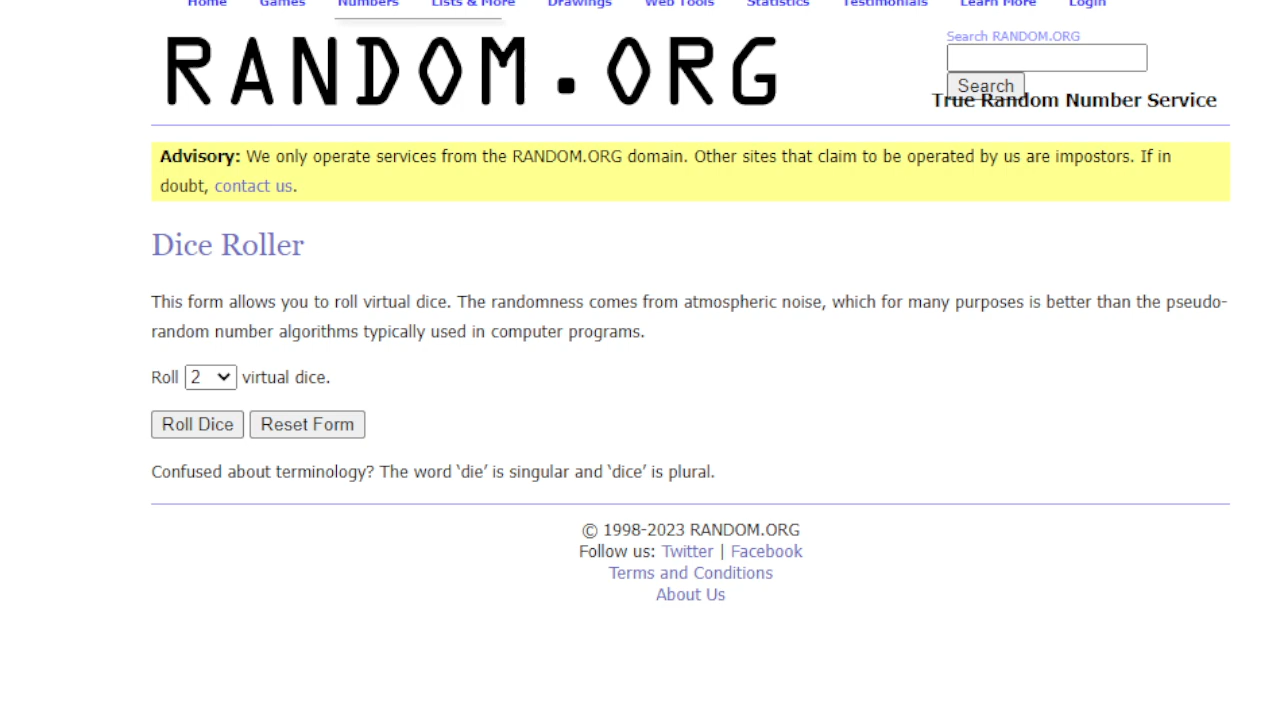 Home Games Numbers Lists & More Drawings Web Tools Statistics Testimonials Learn More Login
RANDOM.ORG
Search RANDOM.ORG
Search
True Random Number Service
Advisory: We only operate services from the RANDOM.ORG domain. Other sites that claim to be operated by us are impostors. If in
doubt, contact us.
Dice Roller
This form allows you to roll virtual dice. The randomness comes from atmospheric noise, which for many purposes is better than the pseudo-
random number algorithms typically used in computer programs.
Roll 2 virtual dice.
Roll Dice Reset Form
Confused about terminology? The word ‘die’ is singular and ‘dice’ is plural.
© 1998-2023 RANDOM.ORG
Follow us: Twitter | Facebook
Terms and Conditions
About Us